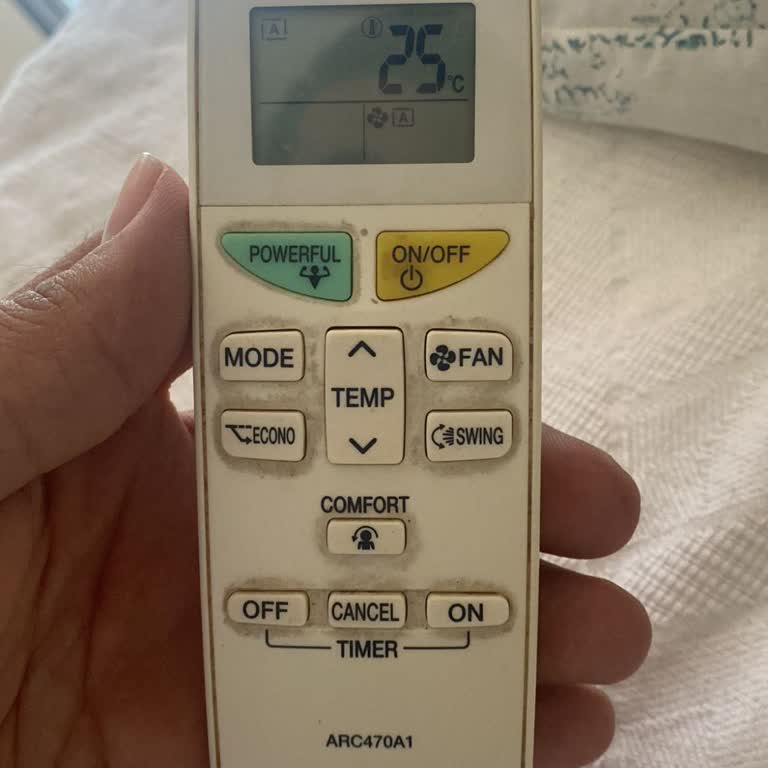 A 25°C
A
POWERFUL ON/OFF
MODE FAN
TEMP
ECONO SWING
COMFORT
OFF CANCEL ON
TIMER
ARC470A1